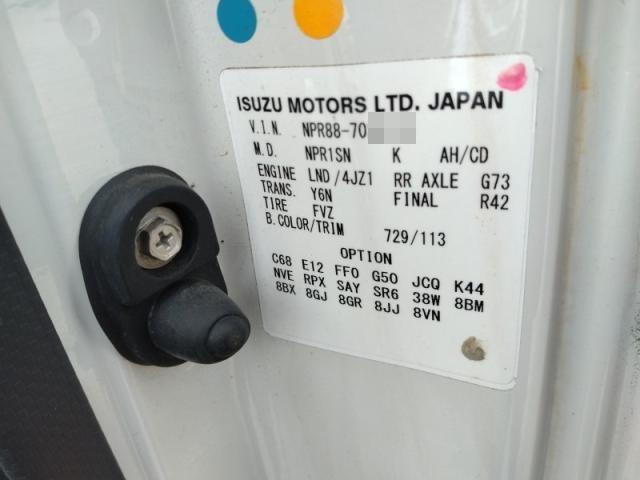 ISUZU MOTORS LTD. JAPAN
V.I.N. NPR88-70
M.D. NPR1SN K AH/CD
ENGINE LND/4JZ1 RR AXLE G73
TRANS. Y6N FINAL R42
TIRE FVZ
B.COLOR/TRIM 729/113
OPTION
C68 E12 FFO G50 JCQ K44
NVE RPX SAY SR6 38W 8BM
8BX 8GJ 8GR 8JJ 8VN